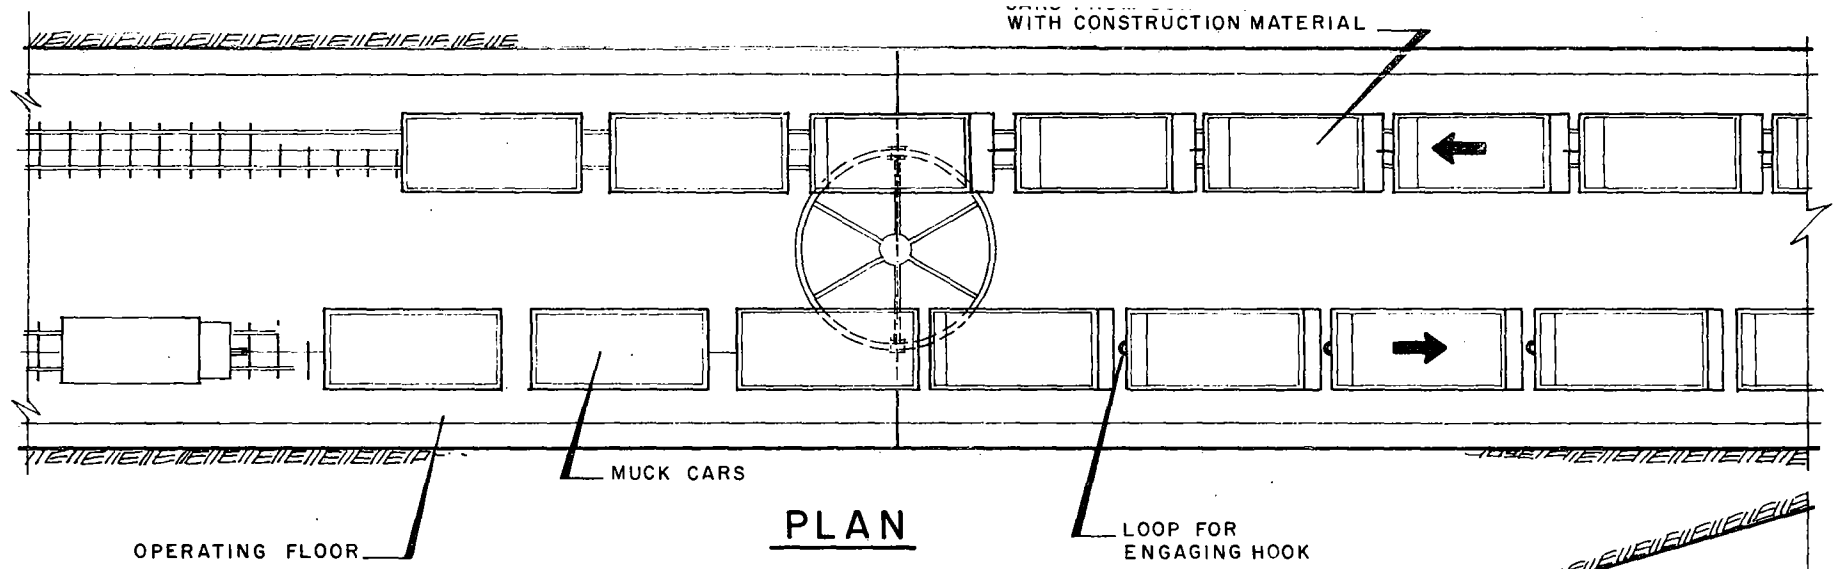 WITH CONSTRUCTION MATERIAL
MUCK CARS
PLAN
OPERATING FLOOR
LOOP FOR
ENGAGING HOOK